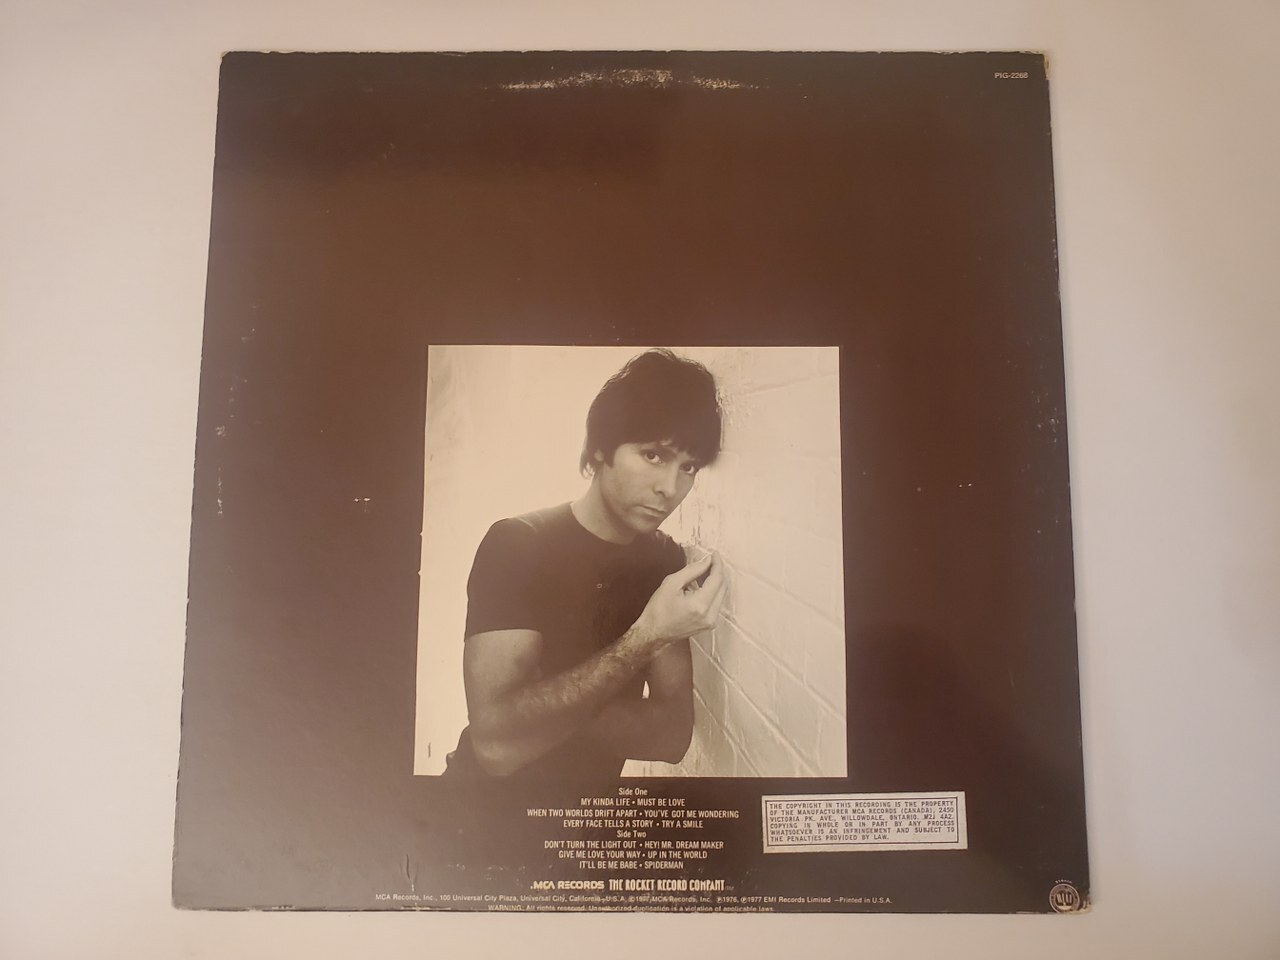 PIG-2268
Side One
MY KINDA LIFE • MUST BE LOVE
WHEN TWO WORLDS DRIFT APART • YOU'VE GOT ME WONDERING
EVERY FACE TELLS A STORY • TRY A SMILE
Side Two
DON'T TURN THE LIGHT OUT • HEY! MR. DREAM MAKER
GIVE ME LOVE YOUR WAY • UP IN THE WORLD
IT'LL BE ME BABE • SPIDERMAN
THE COPYRIGHT IN THIS RECORDING IS THE PROPERTY
OF THE MANUFACTURER MCA RECORDS (CANADA), 2450
VICTORIA PK. AVE., WILLOWDALE, ONTARIO. M2J 4A2.
COPYING IN WHOLE OR IN PART BY ANY PROCESS
WHATSOEVER IS AN INFRINGEMENT AND SUBJECT TO
THE PENALTIES PROVIDED BY LAW.
MCA RECORDS THE ROCKET RECORD COMPANY
MCA Records, Inc., 100 Universal City Plaza, Universal City, California—U.S.A. MCA Records, Inc. ℗1976, ℗1977 EMI Records Limited —Printed in U.S.A.
WARNING: All rights reserved. Unauthorized duplication is a violation of applicable laws.